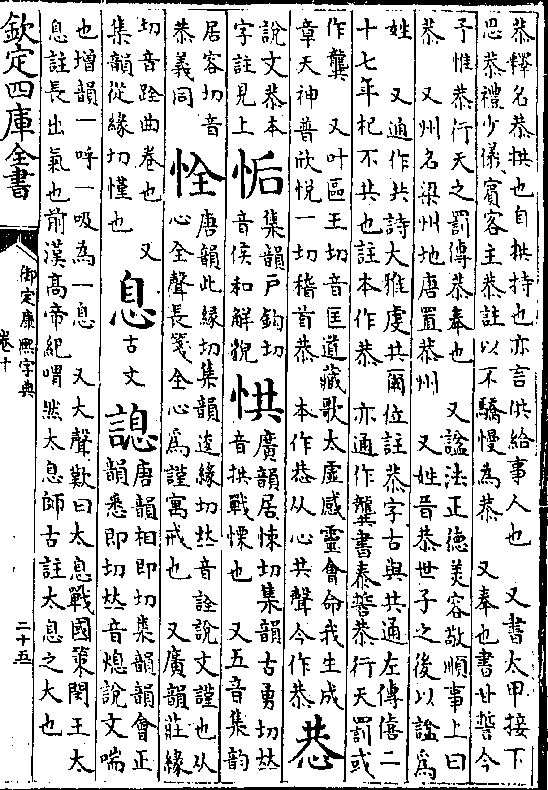 恭釋名恭拱也自拱持也亦言供給事人也　又書太甲接下
思恭禮少儀賓客主恭註以不驕慢為恭　又奉也書甘誓今
予惟恭行天之罰傳恭奉也　又諡法正德美容敬順事上曰
恭　又州名梁州地唐置恭州　又姓晉恭世子之後以諡爲
姓　又通作共詩大雅虔共爾位註恭字古與共通左傳僖二
十七年杞不共也註本作恭　亦通作龔書泰誓恭行天罰或
作龔　又叶區王切音匡道藏歌太虛感靈會命我生成
章天神普欣悅一切稽首恭　本作𢙀从心共聲今作恭
𢙀
說文恭本
字註見上
㤧
集韻戶鉤切
音侯和解貌
㤨
廣韻居悚切集韻古勇切𠀤
音拱戰慄也　又五音集韵
居容切音
恭義同
恮
唐韻此緣切集韻逡緣切𠀤音詮說文謹也从
心全聲長箋全心爲謹寓戒也　又廣韻莊緣
切音跧曲卷也　又
集韻從緣切慬也
息
古文
𧩤
唐韻相卽切集韻韻會正
韻悉卽切𠀤音熄說文喘
也增韻一呼一吸為一息　又大聲歎曰太息戰國策閔王太
息註長出氣也前漢高帝紀喟然太息師古註太息之大也
欽定四庫全書
御定康熙字典
卷十
二十五